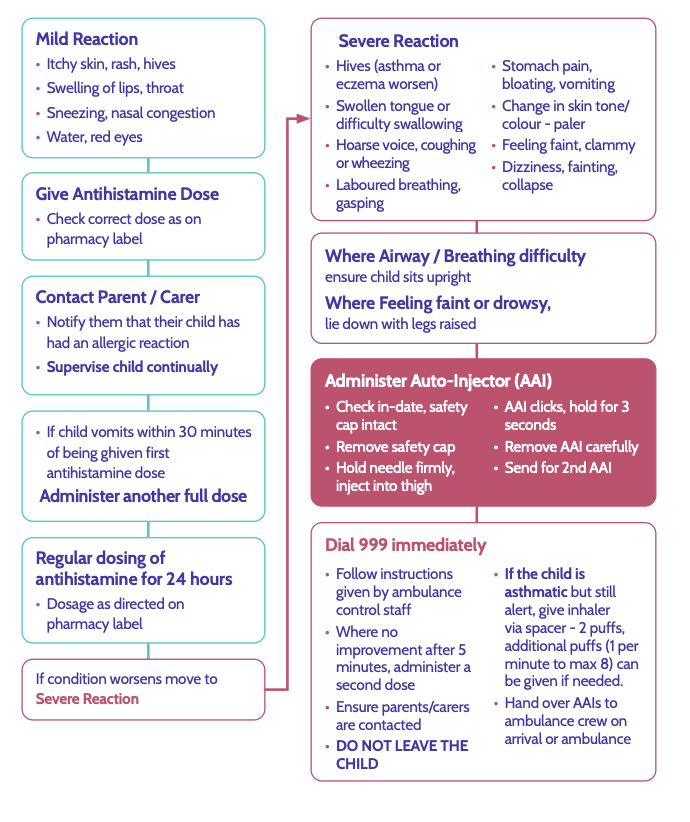 Mild Reaction
• Itchy skin, rash, hives
• Swelling of lips, throat
• Sneezing, nasal congestion
• Water, red eyes
Give Antihistamine Dose
• Check correct dose as on
pharmacy label
Contact Parent / Carer
• Notify them that their child has
had an allergic reaction
• Supervise child continually
• If child vomits within 30 minutes
of being ghiven first
antihistamine dose
Administer another full dose
Regular dosing of
antihistamine for 24 hours
• Dosage as directed on
pharmacy label
If condition worsens move to
Severe Reaction
Severe Reaction
• Hives (asthma or
eczema worsen)
• Swollen tongue or
difficulty swallowing
• Hoarse voice, coughing
or wheezing
• Laboured breathing,
gasping
• Stomach pain,
bloating, vomiting
• Change in skin tone/
colour - paler
• Feeling faint, clammy
• Dizziness, fainting,
collapse
Where Airway / Breathing difficulty
ensure child sits upright
Where Feeling faint or drowsy,
lie down with legs raised
Administer Auto-Injector (AAI)
• Check in-date, safety
cap intact
• Remove safety cap
• Hold needle firmly,
inject into thigh
• AAI clicks, hold for 3
seconds
• Remove AAI carefully
• Send for 2nd AAI
Dial 999 immediately
• Follow instructions
given by ambulance
control staff
• Where no
improvement after 5
minutes, administer a
second dose
• Ensure parents/carers
are contacted
• DO NOT LEAVE THE
CHILD
• If the child is
asthmatic but still
alert, give inhaler
via spacer - 2 puffs,
additional puffs (1 per
minute to max 8) can
be given if needed.
• Hand over AAIs to
ambulance crew on
arrival or ambulance